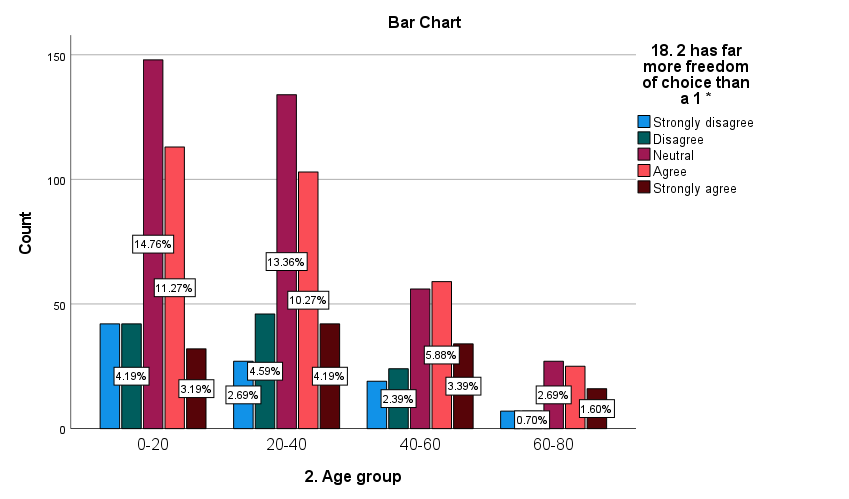 Bar Chart
18. 2 has far
more freedom
of choice than
a 1 *
Strongly disagree
Disagree
Neutral
Agree
Strongly agree
Count
150
100
50
0
14.76%
11.27%
4.19%
3.19%
13.36%
10.27%
4.59%
2.69%
4.19%
5.88%
2.39%
3.39%
2.69%
0.70%
1.60%
0-20
20-40
40-60
60-80
2. Age group